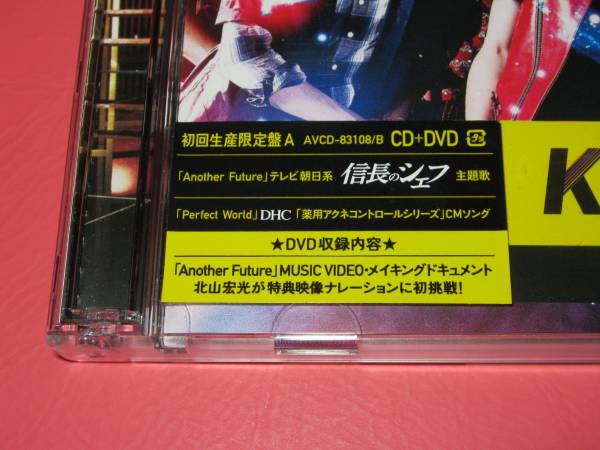 初回生産限定盤A AVCD-83108/B CD+DVD
「Another Future」テレビ朝日系 信長のシェフ 主題歌
「Perfect World」DHC「薬用アクネコントロールシリーズ」CMソング
★DVD収録内容★
「Another Future」MUSIC VIDEO・メイキングドキュメント
北山宏光が特典映像ナレーションに初挑戦!
K